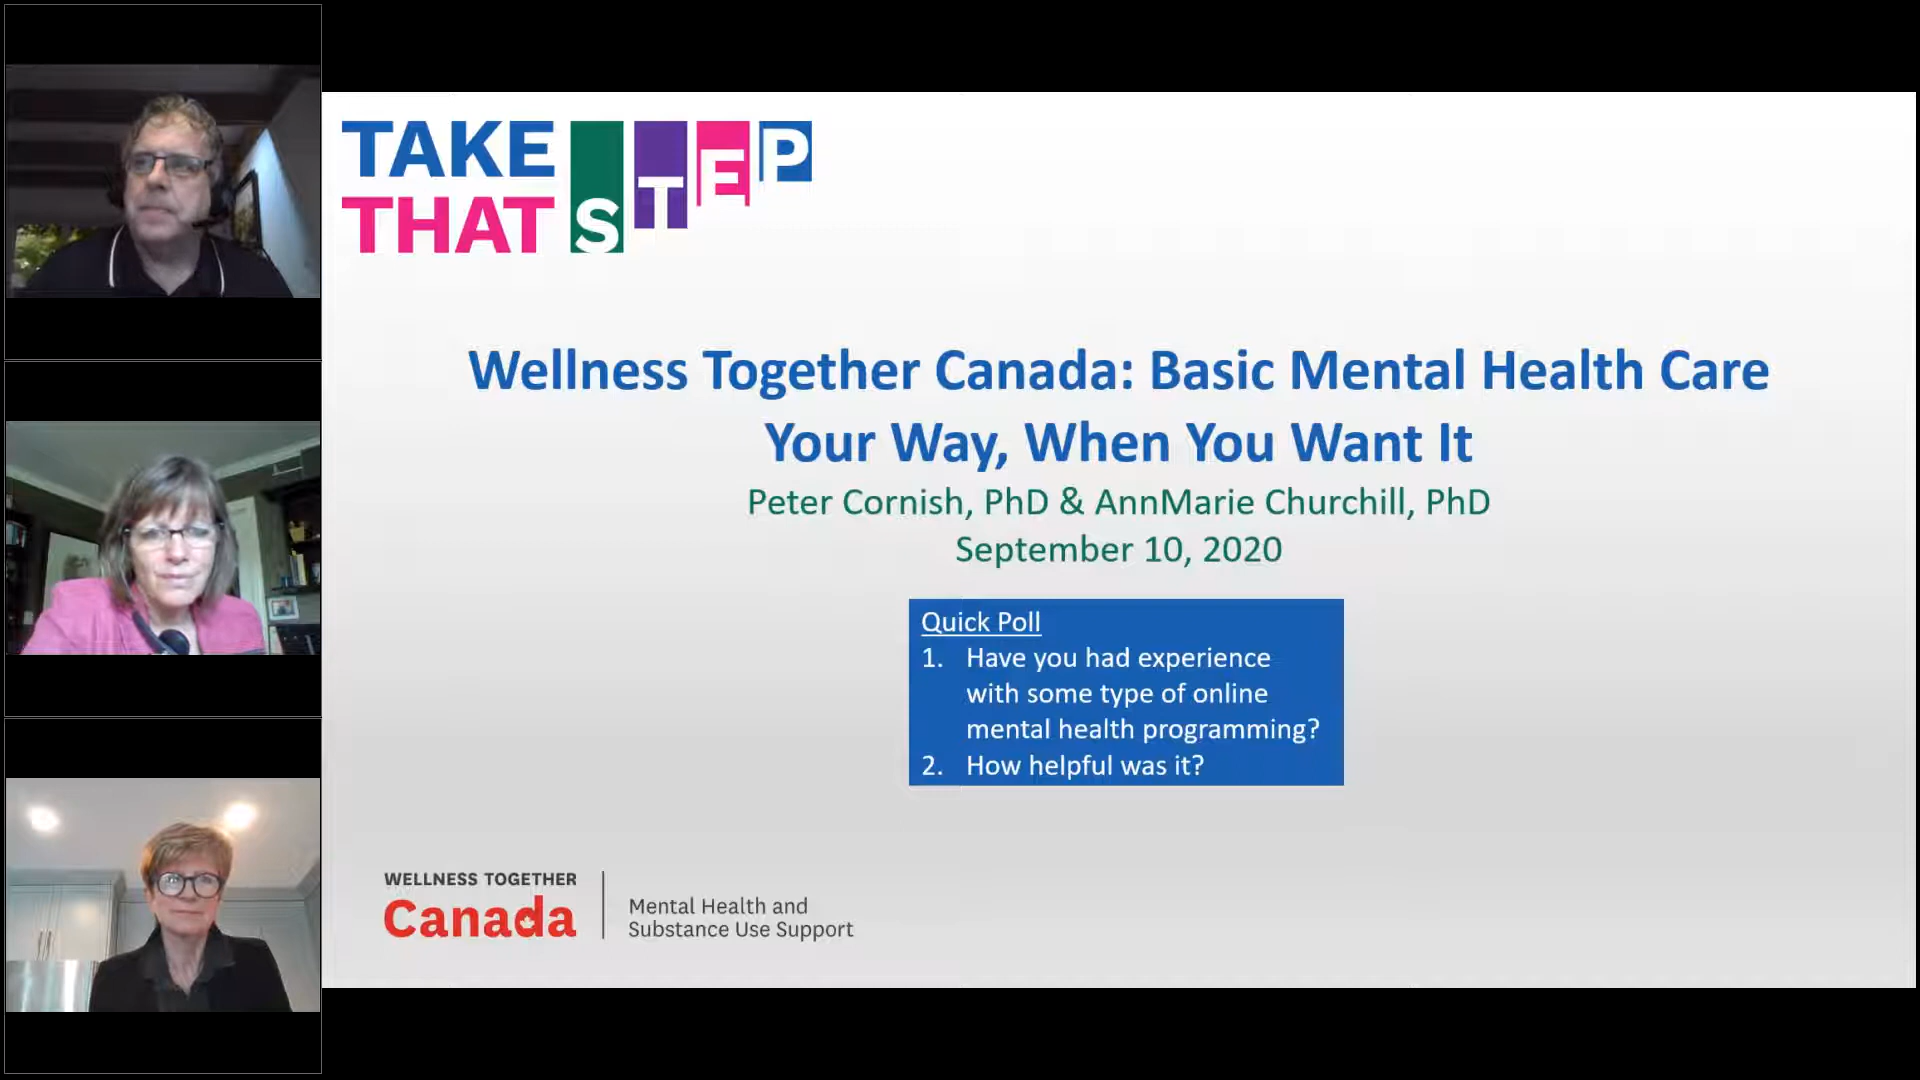 TAKE
THAT STEP
Wellness Together Canada: Basic Mental Health Care
Your Way, When You Want It
Peter Cornish, PhD & AnnMarie Churchill, PhD
September 10, 2020
Quick Poll
1. Have you had experience
with some type of online
mental health programming?
2. How helpful was it?
WELLNESS TOGETHER
Canada
Mental Health and
Substance Use Support